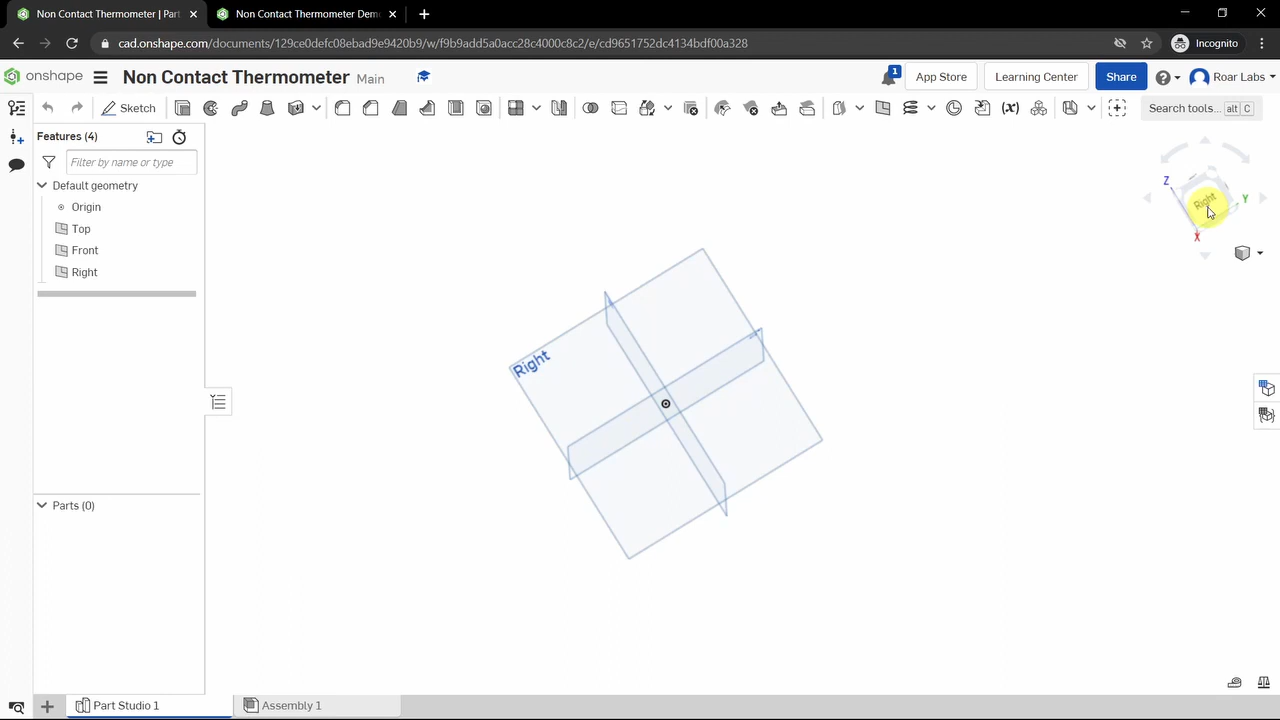 Non Contact Thermometer | Part
Non Contact Thermometer Dem
cad.onshape.com/documents/129ce0defc08ebad9e9420b9/w/f9b9add5a0acc28c4000c8c2/e/cd9651752dc4134bdf00a328
Incognito
onshape
Non Contact Thermometer
Main
1
App Store
Learning Center
Share
Roar Labs
Sketch
(x)
Search tools...
alt
C
Features (4)
Filter by name or type
Default geometry
Origin
Top
Front
Right
Right
Right
Z
Y
X
Parts (0)
Part Studio 1
Assembly 1